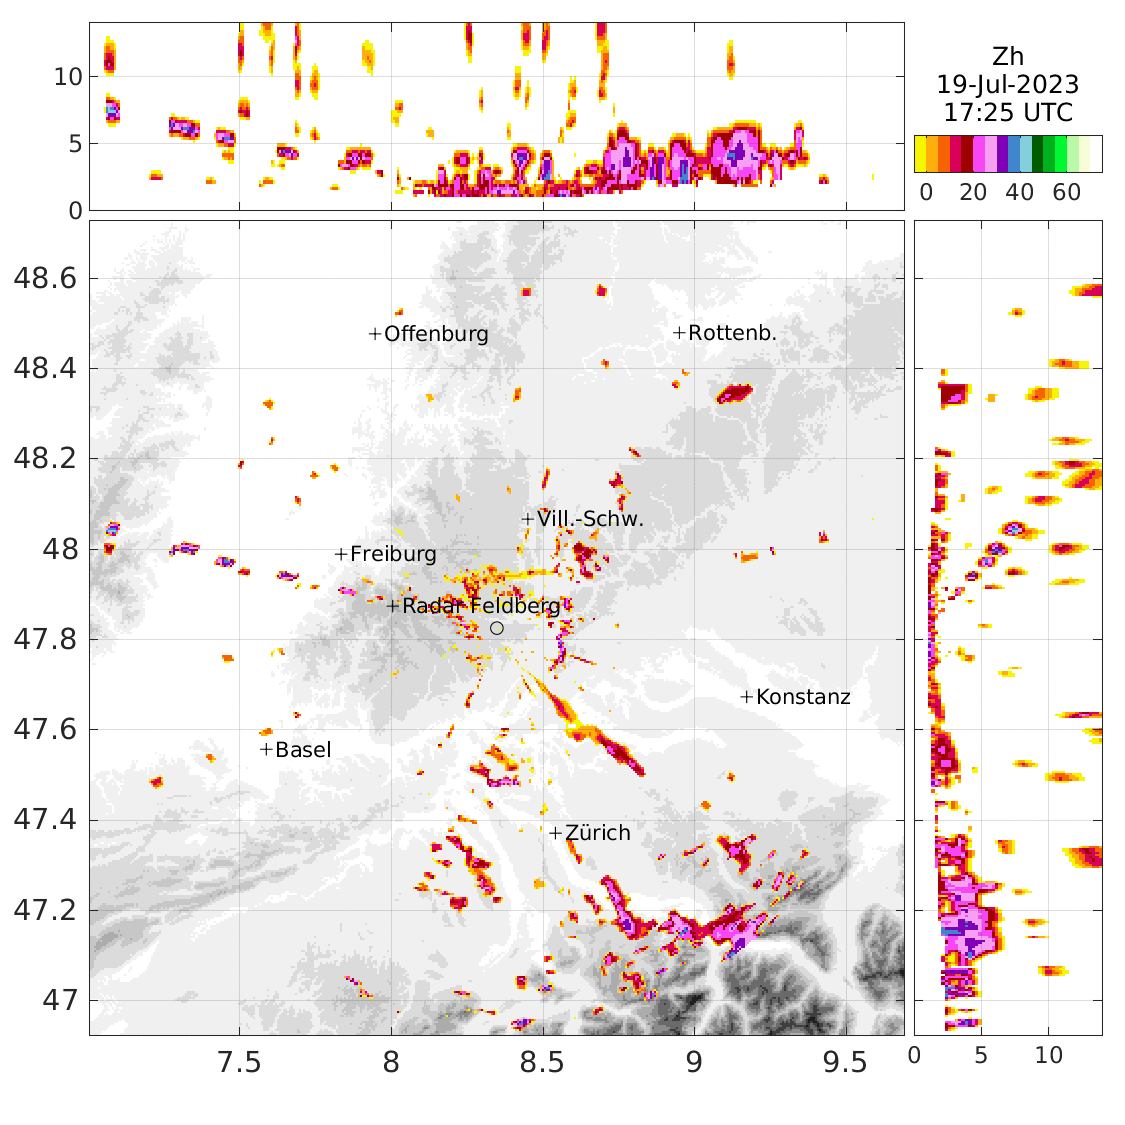 10
5
0
Zh
19-Jul-2023
17:25 UTC
0 20 40 60
48.6
48.4
48.2
48
47.8
47.6
47.4
47.2
47
+Offenburg
+Rottenb.
+Vill.-Schw.
+Freiburg
+Radar Feldberg
+Konstanz
+Basel
+Zürich
7.5 8 8.5 9 9.5
0 5 10